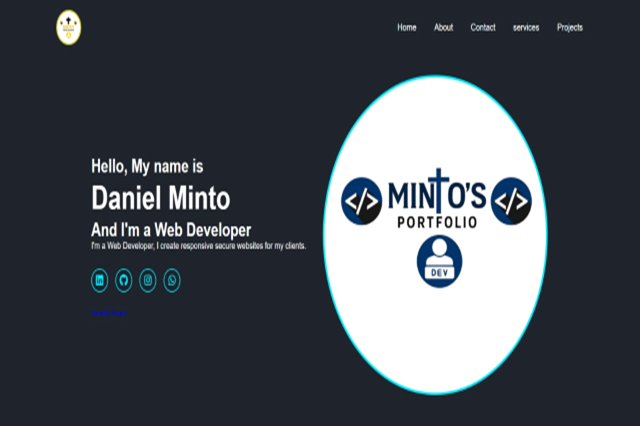 Home About Contact services Projects
Hello, My name is
Daniel Minto
And I'm a Web Developer
I'm a Web Developer, I create responsive secure websites for my clients.
</> MINTO'S </>
PORTFOLIO
DEV